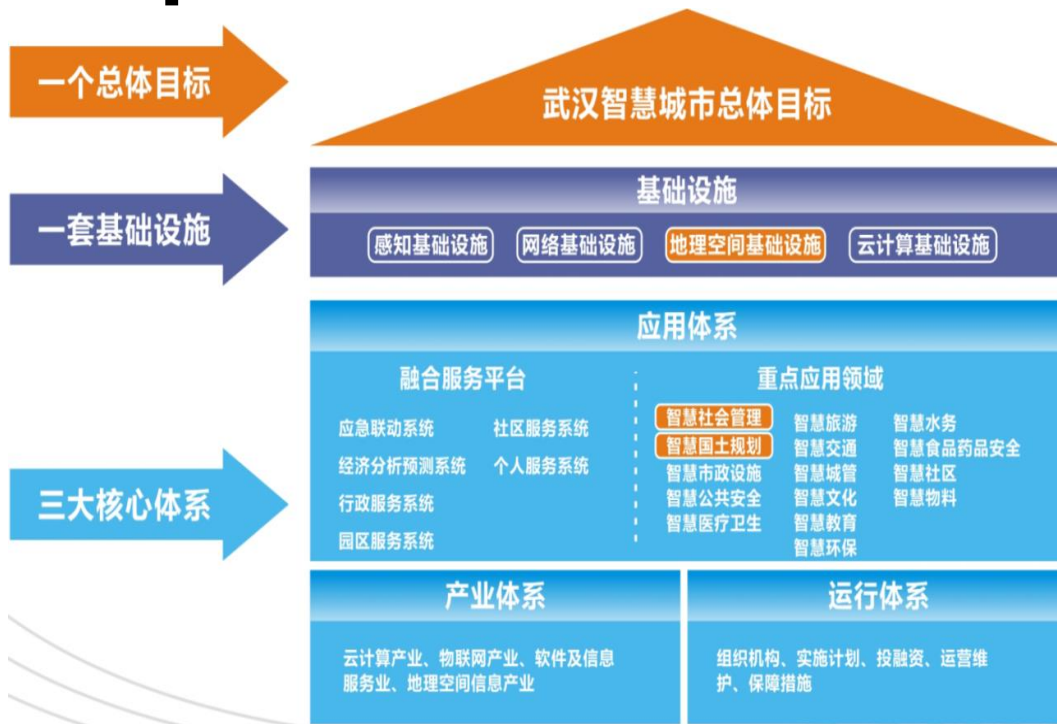 一个总体目标
武汉智慧城市总体目标
一套基础设施
基础设施
感知基础设施
网络基础设施
地理空间基础设施
云计算基础设施
三大核心体系
应用体系
融合服务平台
应急联动系统
社区服务系统
经济分析预测系统
个人服务系统
行政服务系统
园区服务系统
重点应用领域
智慧社会管理
智慧国土规划
智慧市政设施
智慧公共安全
智慧医疗卫生
智慧旅游
智慧交通
智慧城管
智慧文化
智慧教育
智慧环保
智慧水务
智慧食品药品安全
智慧社区
智慧物料
产业体系
云计算产业、物联网产业、软件及信息
服务业、地理空间信息产业
运行体系
组织机构、实施计划、投融资、运营维
护、保障措施